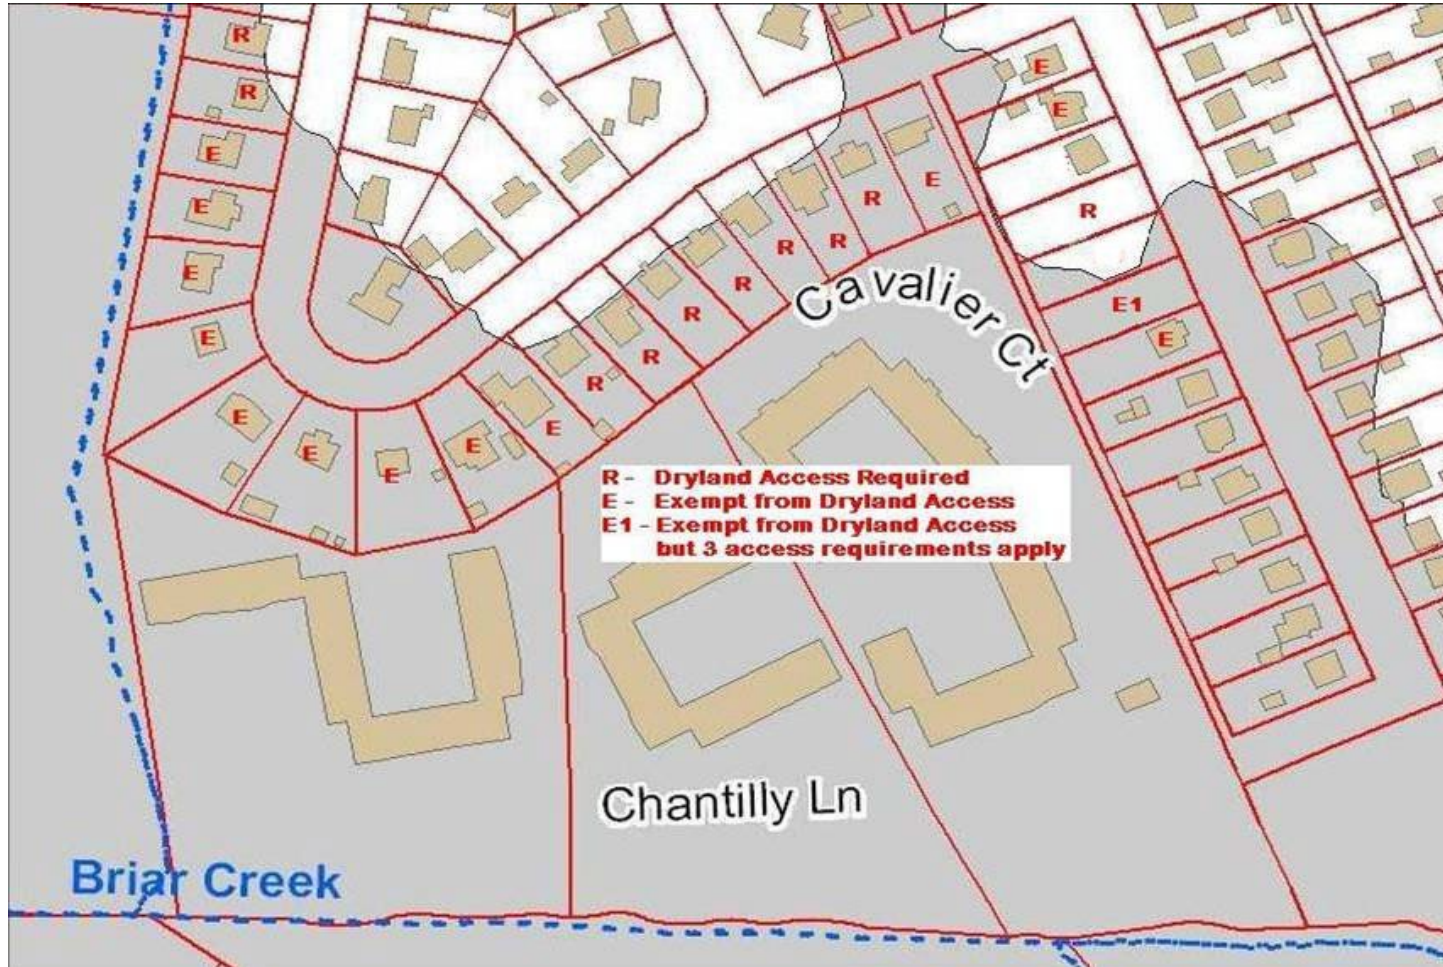 R
R
E
E
E
E
E
E
E
E
E
R
R
R
R
R
R
R
E
E
E
R
E1
E
Cavalier Ct
R - Dryland Access Required
E - Exempt from Dryland Access
E1 - Exempt from Dryland Access
but 3 access requirements apply
Chantilly Ln
Briar Creek